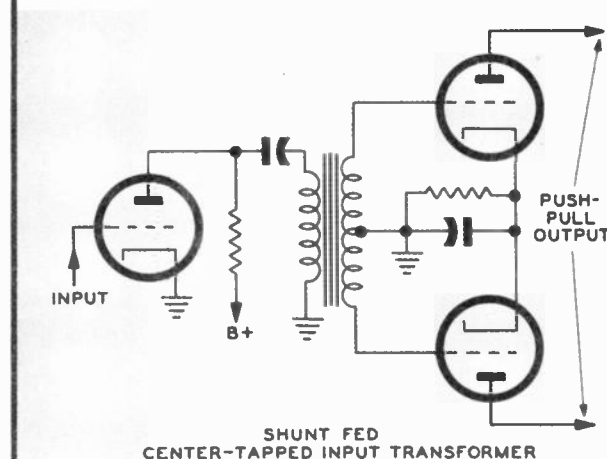 PUSH-
PULL
OUTPUT
INPUT
B+
SHUNT FED
CENTER-TAPPED INPUT TRANSFORMER